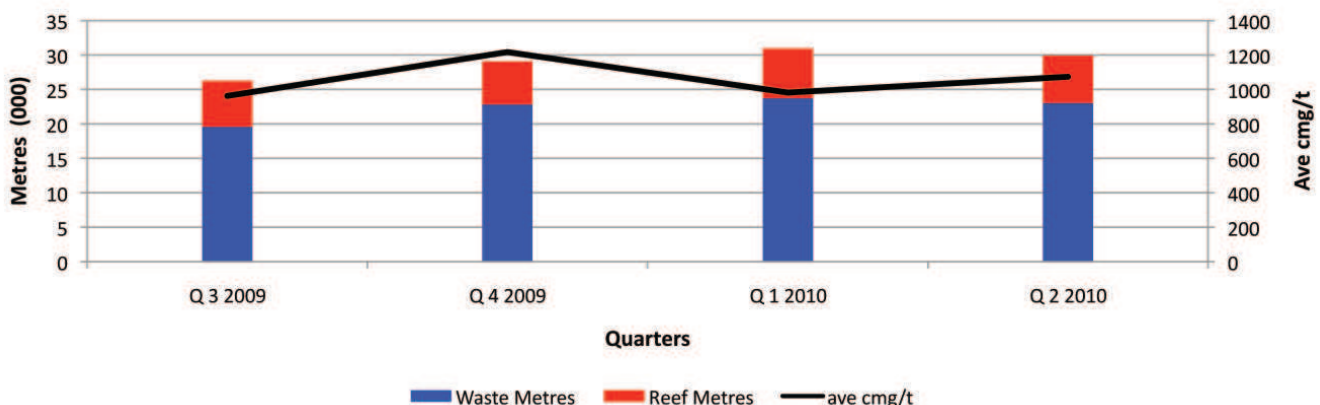 Metres (000)
35
30
25
20
15
10
5
0
1400
1200
1000
800
600
400
200
0
Ave cmg/t
Q 3 2009
Q 4 2009
Q 1 2010
Q 2 2010
Quarters
Waste Metres
Reef Metres
ave cmg/t